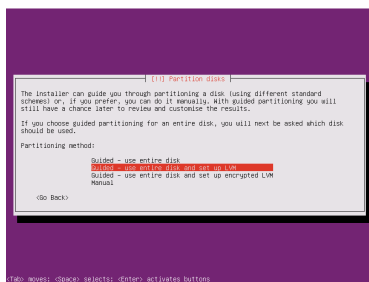 [!!] Partition disks
The installer can guide you through partitioning a disk (using different standard
schemes) or, if you prefer, you can do it manually. With guided partitioning you will
still have a chance later to review and customise the results.
If you choose guided partitioning for an entire disk, you will next be asked which disk
should be used.
Partitioning method:
Guided - use entire disk
Guided - use entire disk and set up LVM
Guided - use entire disk and set up encrypted LVM
Manual
<Go Back>
<Tab> moves; <Space> selects; <Enter> activates buttons